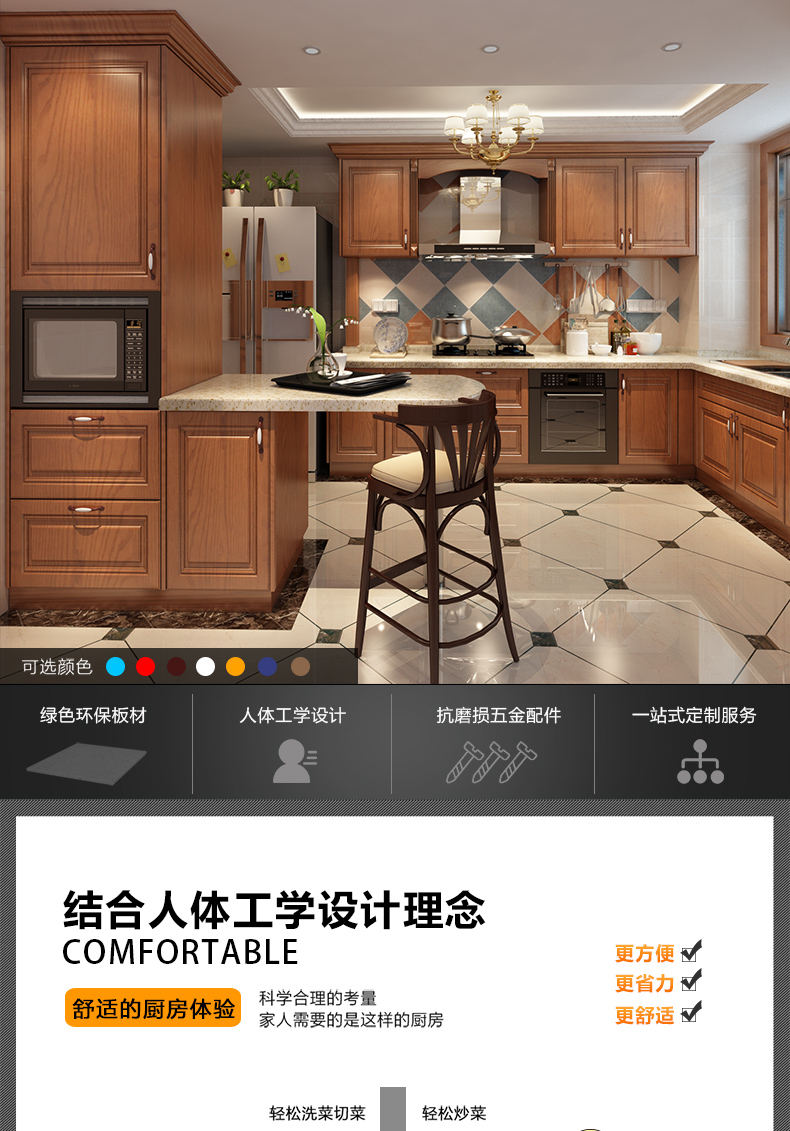 可选颜色
绿色环保板材
人体工学设计
抗磨损五金配件
一站式定制服务
结合人体工学设计理念
COMFORTABLE
舒适的厨房体验
科学合理的考量
家人需要的是这样的厨房
更方便
更省力
更舒适
轻松洗菜切菜
轻松炒菜